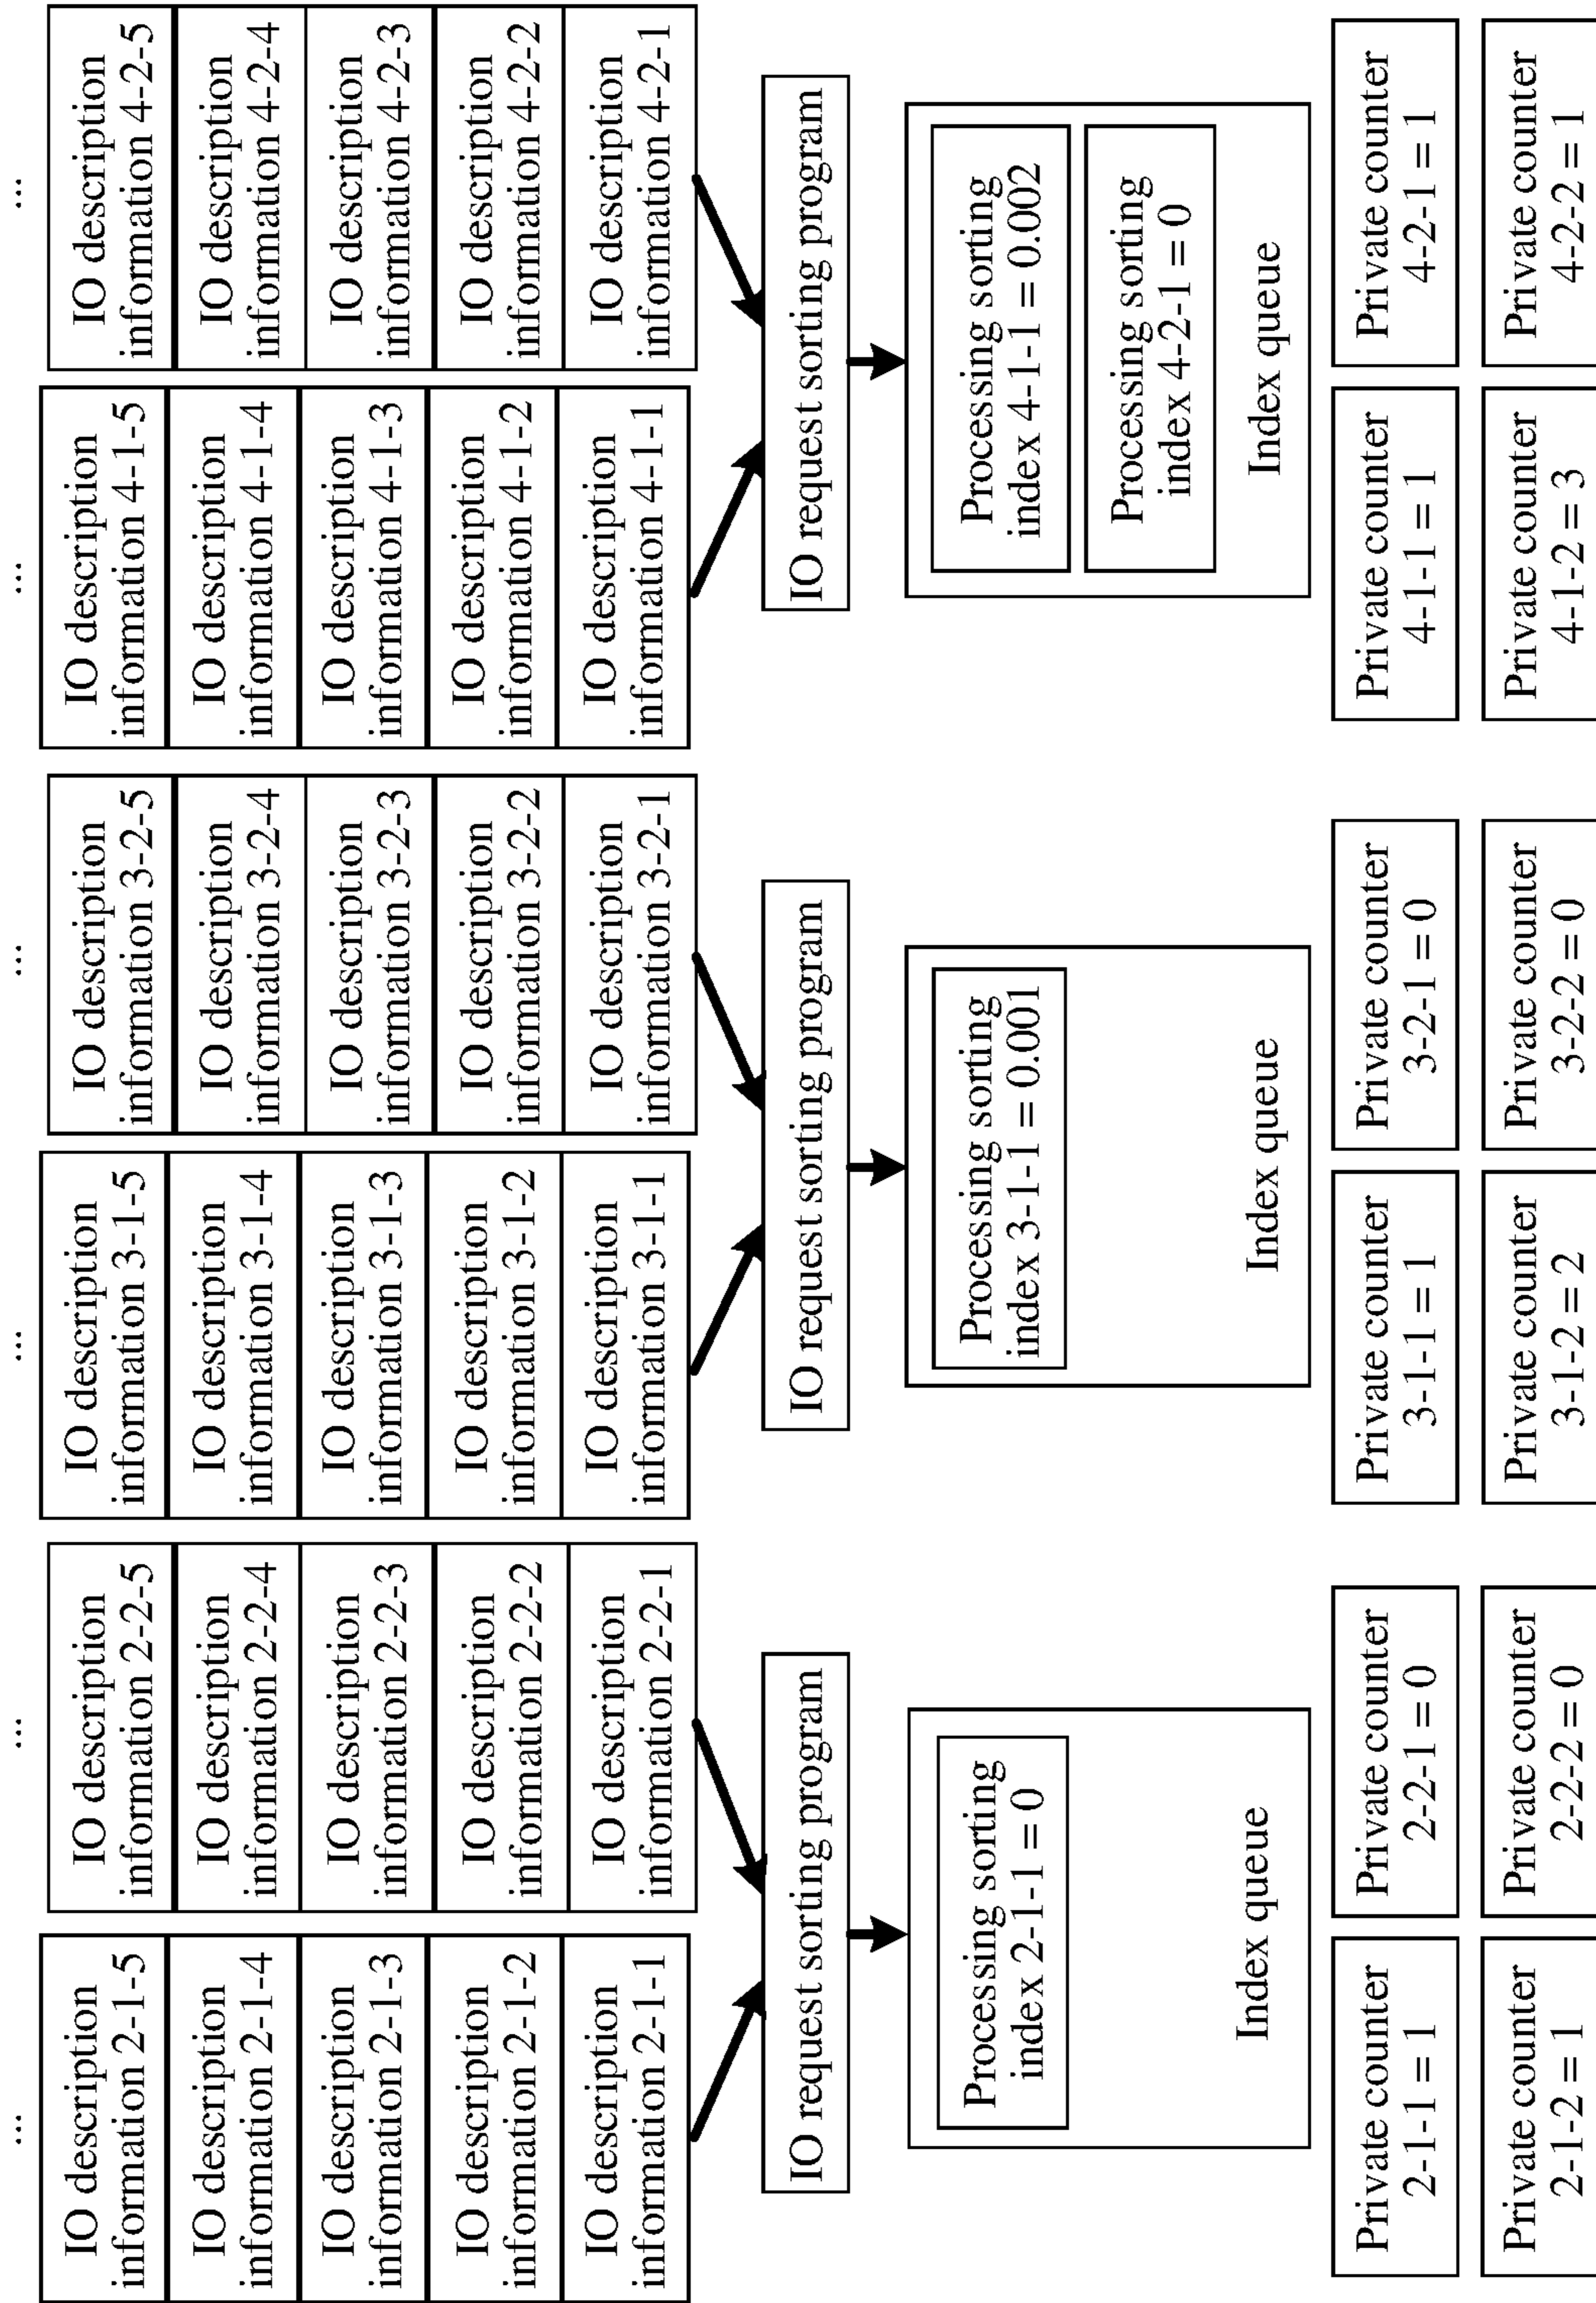 ...
...
...
...
...
...
IO description
information 2-1-5
IO description
information 2-1-4
IO description
information 2-1-3
IO description
information 2-1-2
IO description
information 2-1-1
IO description
information 2-2-5
IO description
information 2-2-4
IO description
information 2-2-3
IO description
information 2-2-2
IO description
information 2-2-1
IO request sorting program
Processing sorting
index 2-1-1 = 0
Index queue
Private counter
2-1-1 = 1
Private counter
2-2-1 = 0
Private counter
2-1-2 = 1
Private counter
2-2-2 = 0
IO description
information 3-1-5
IO description
information 3-1-4
IO description
information 3-1-3
IO description
information 3-1-2
IO description
information 3-1-1
IO description
information 3-2-5
IO description
information 3-2-4
IO description
information 3-2-3
IO description
information 3-2-2
IO description
information 3-2-1
IO request sorting program
Processing sorting
index 3-1-1 = 0.001
Index queue
Private counter
3-1-1 = 1
Private counter
3-2-1 = 0
Private counter
3-1-2 = 2
Private counter
3-2-2 = 0
IO description
information 4-1-5
IO description
information 4-1-4
IO description
information 4-1-3
IO description
information 4-1-2
IO description
information 4-1-1
IO description
information 4-2-5
IO description
information 4-2-4
IO description
information 4-2-3
IO description
information 4-2-2
IO description
information 4-2-1
IO request sorting program
Processing sorting
index 4-1-1 = 0.002
Processing sorting
index 4-2-1 = 0
Index queue
Private counter
4-1-1 = 1
Private counter
4-2-1 = 1
Private counter
4-1-2 = 3
Private counter
4-2-2 = 1